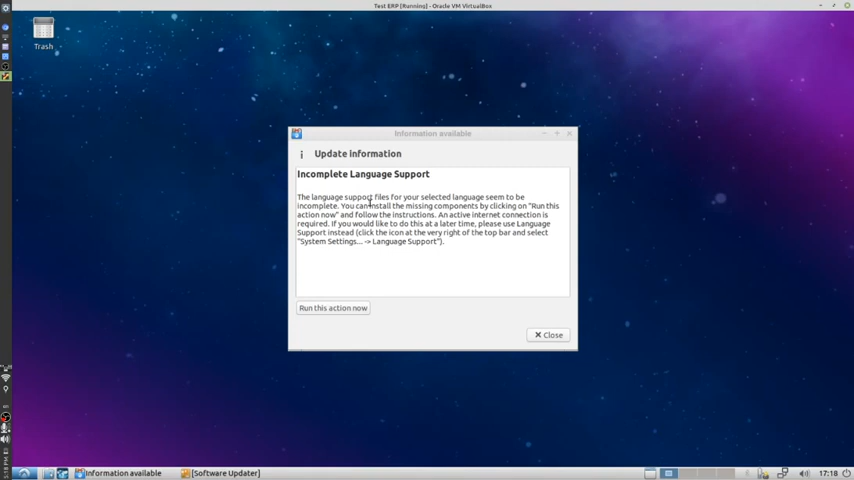 Test ERP [Running] - Oracle VM VirtualBox
Trash
Information available
Update information
Incomplete Language Support
The language support files for your selected language seem to be
incomplete. You can install the missing components by clicking on "Run this
action now" and follow the instructions. An active internet connection is
required. If you would like to do this at a later time, please use Language
Support instead (click the icon at the very right of the top bar and select
"System Settings... -> Language Support").
Run this action now
Close
5:18 PM
Information available
[Software Updater]
17:18